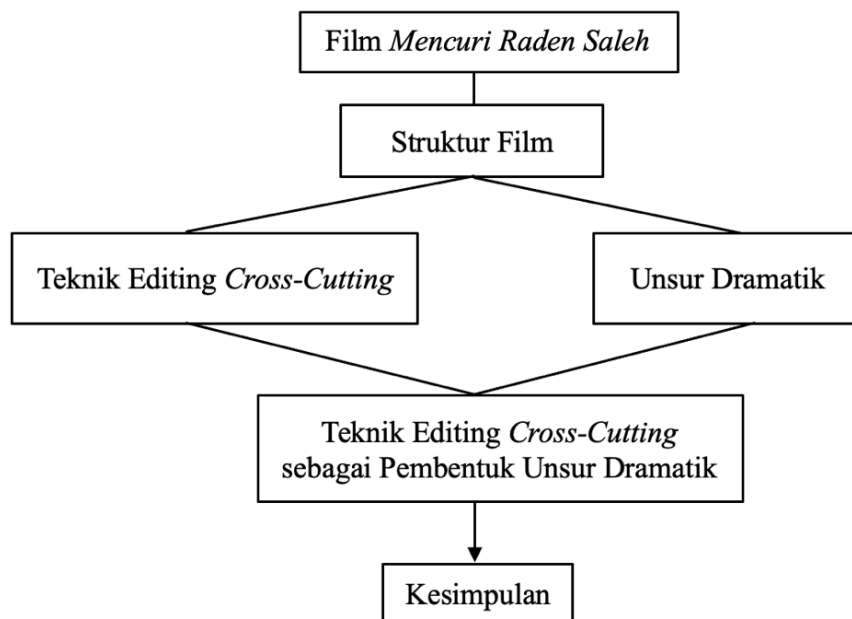 Film Mencuri Raden Saleh
Struktur Film
Teknik Editing Cross-Cutting
Unsur Dramatik
Teknik Editing Cross-Cutting
sebagai Pembentuk Unsur Dramatik
Kesimpulan